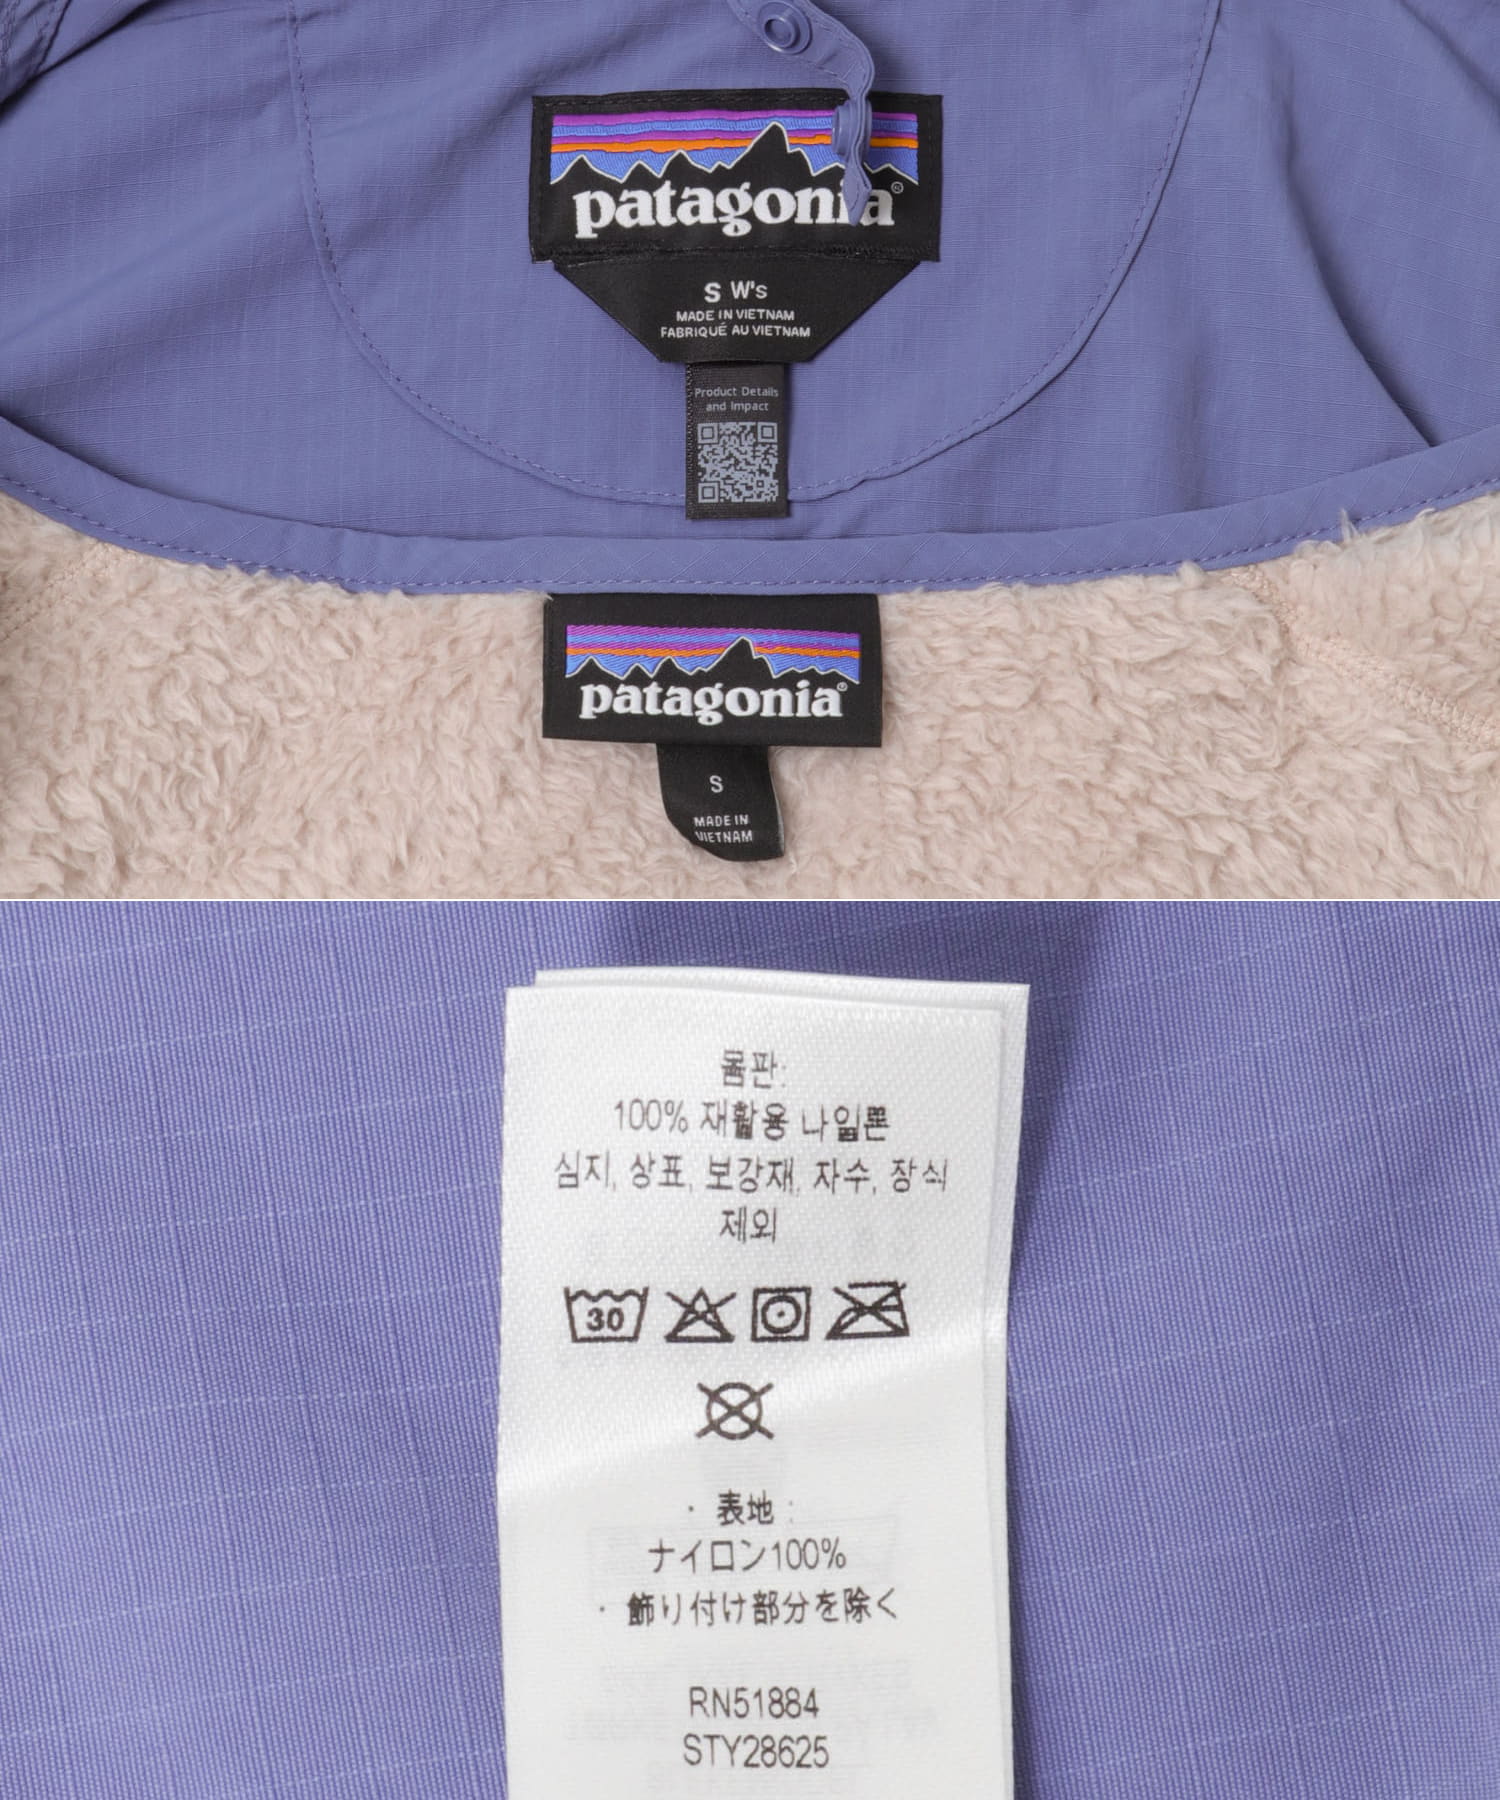 patagonia®
S W's
MADE IN VIETNAM
FABRIQUÉ AU VIETNAM
Product Details
and Impact
patagonia®
S
MADE IN
VIETNAM
몸판:
100% 재활용 나일론
심지, 상표, 보강재, 자수, 장식
제외
30
・ 表地 :
ナイロン100%
・ 飾り付け部分を除く
RN51884
STY28625